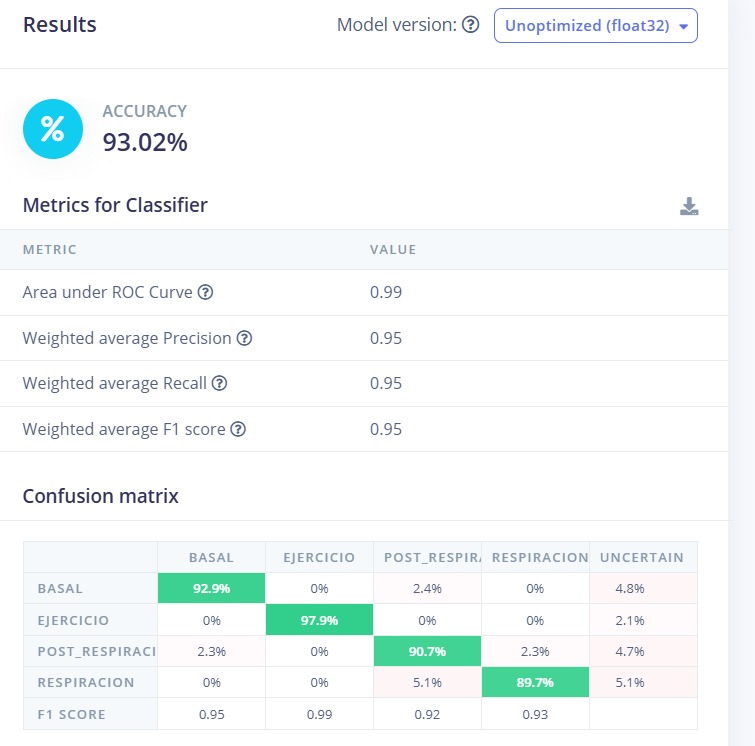 Results
Model version: ? Unoptimized (float32)
%
ACCURACY
93.02%
Metrics for Classifier
METRIC VALUE
Area under ROC Curve ? 0.99
Weighted average Precision ? 0.95
Weighted average Recall ? 0.95
Weighted average F1 score ? 0.95
Confusion matrix
BASAL EJERCICIO POST_RESPIRA RESPIRACION UNCERTAIN
BASAL 92.9% 0% 2.4% 0% 4.8%
EJERCICIO 0% 97.9% 0% 0% 2.1%
POST_RESPIRACI 2.3% 0% 90.7% 2.3% 4.7%
RESPIRACION 0% 0% 5.1% 89.7% 5.1%
F1 SCORE 0.95 0.99 0.92 0.93